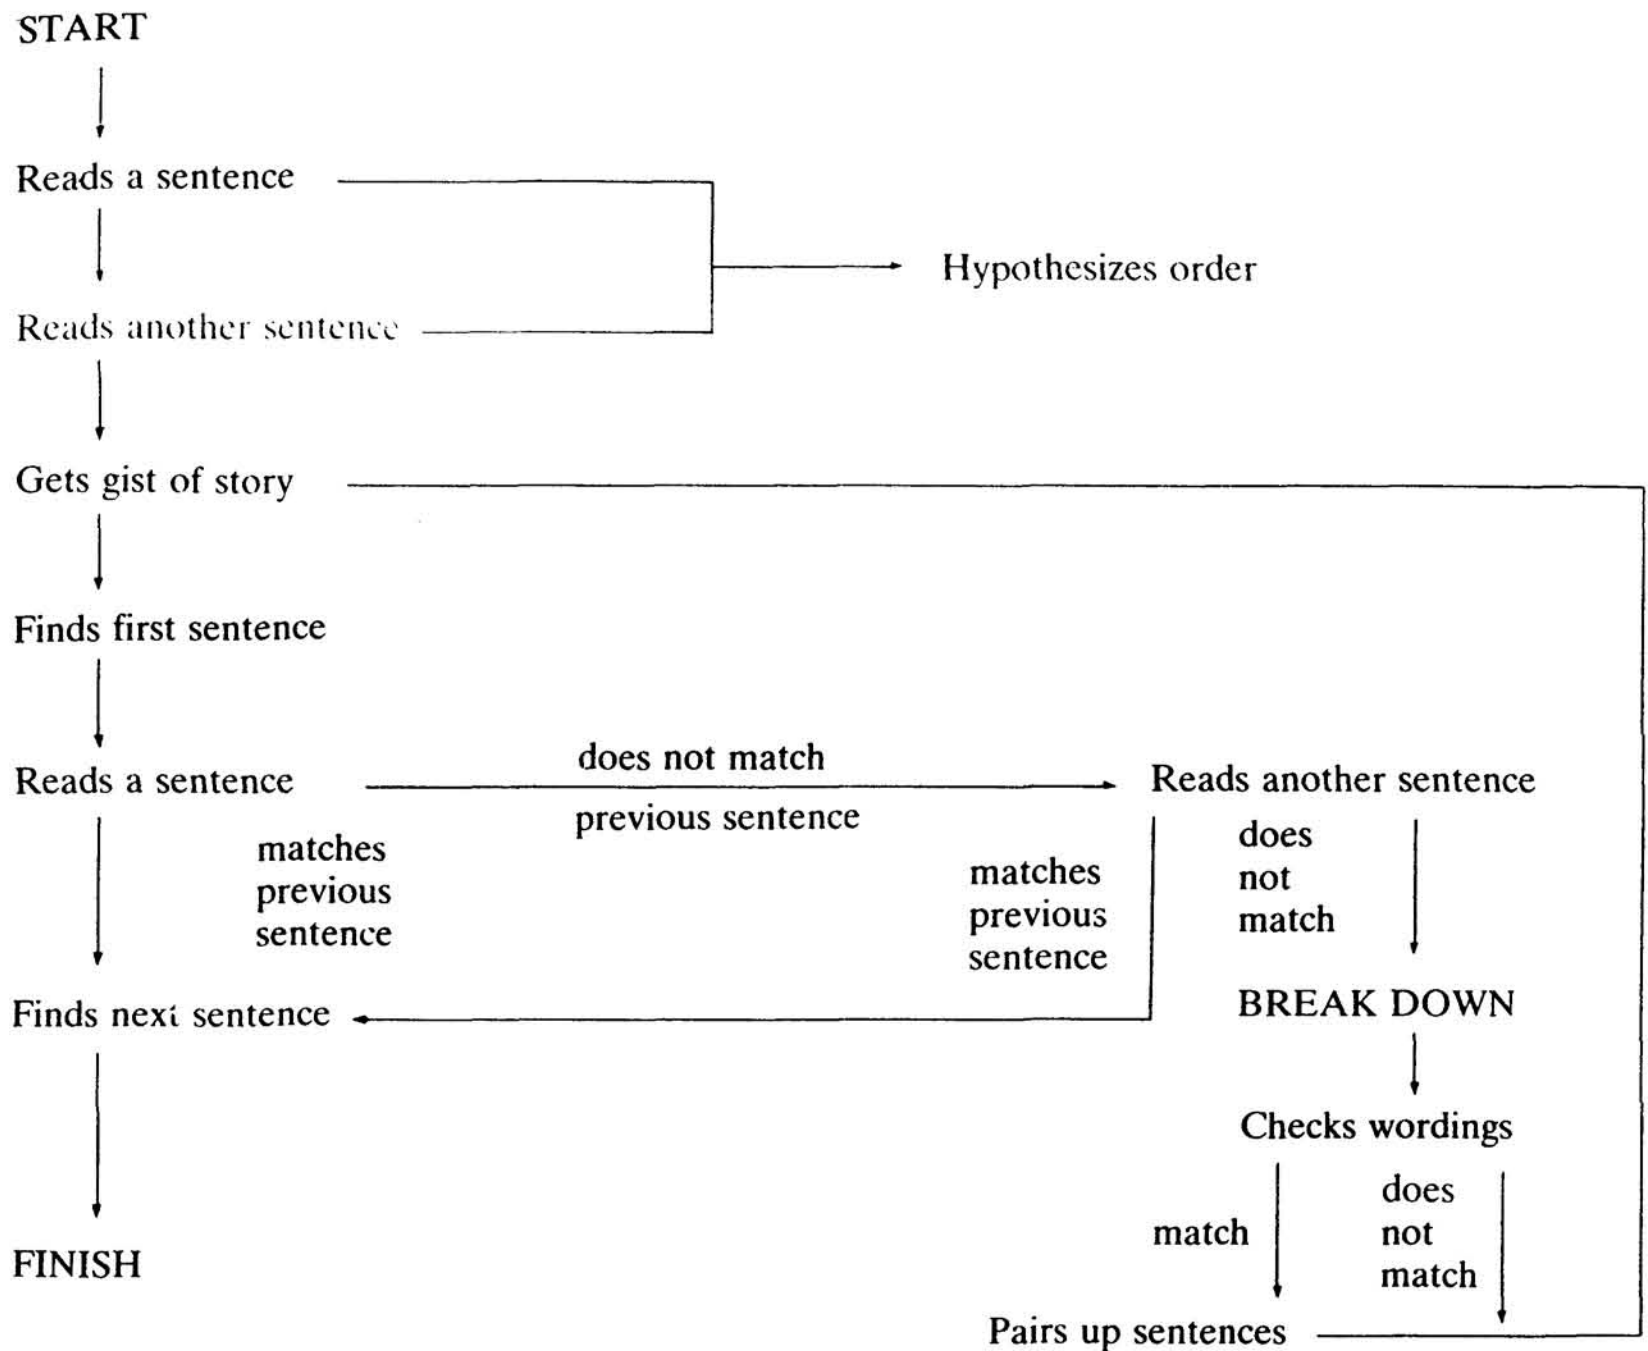 START
Reads a sentence
Hypothesizes order
Reads another sentence
Gets gist of story
Finds first sentence
Reads a sentence
does not match
previous sentence
Reads another sentence
matches
previous
sentence
matches
previous
sentence
does
not
match
Finds next sentence
BREAK DOWN
Checks wordings
match
does
not
match
FINISH
Pairs up sentences